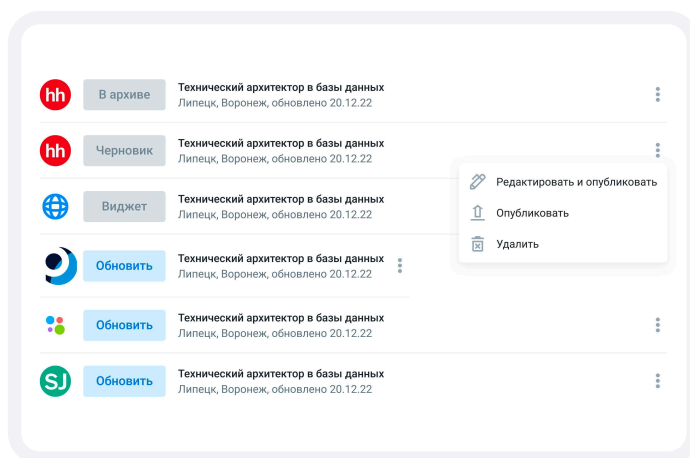 hh
В архиве
Технический архитектор в базы данных
Липецк, Воронеж, обновлено 20.12.22
hh
Черновик
Технический архитектор в базы данных
Липецк, Воронеж, обновлено 20.12.22
Редактировать и опубликовать
Опубликовать
Удалить
Виджет
Технический архитектор в базы данных
Липецк, Воронеж, обновлено 20.12.22
Обновить
Технический архитектор в базы данных
Липецк, Воронеж, обновлено 20.12.22
Обновить
Технический архитектор в базы данных
Липецк, Воронеж, обновлено 20.12.22
SJ
Обновить
Технический архитектор в базы данных
Липецк, Воронеж, обновлено 20.12.22